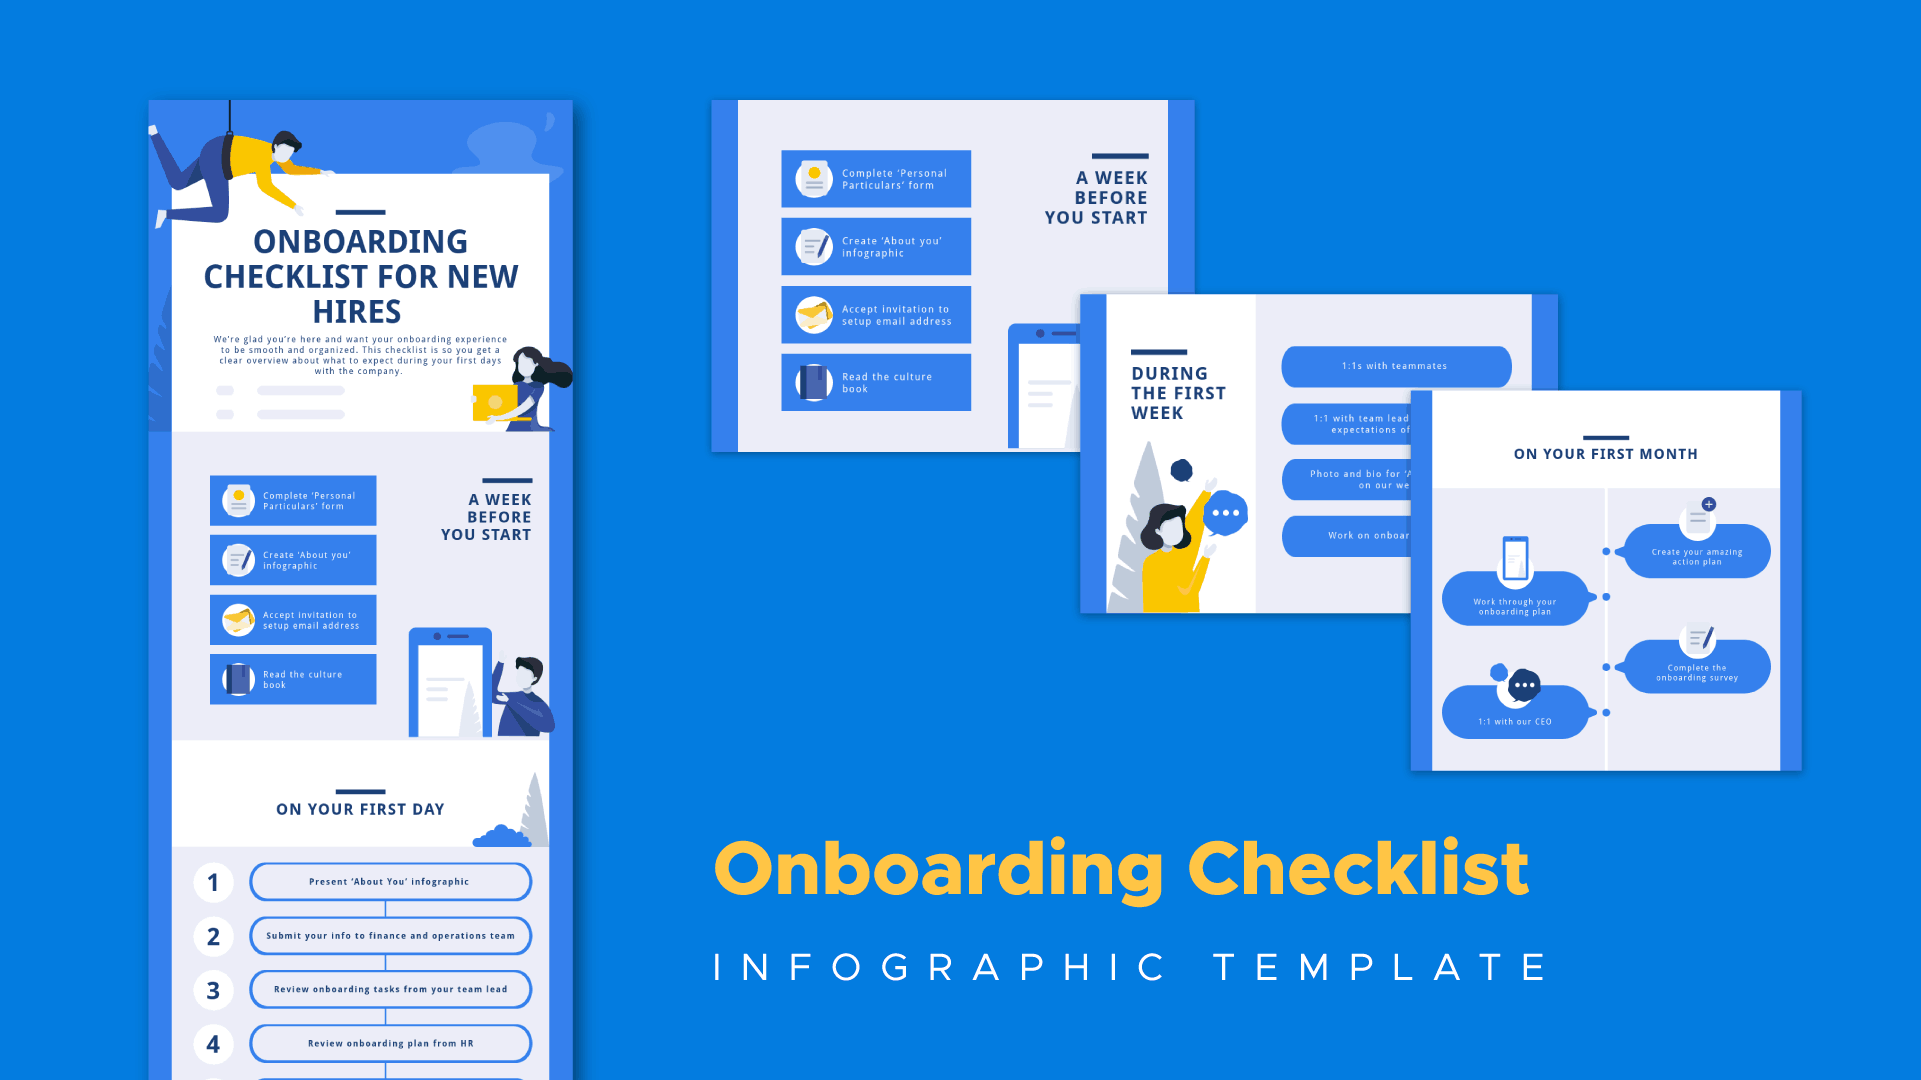 ONBOARDING
CHECKLIST FOR NEW
HIRES
We're glad you're here and want your onboarding experience
to be smooth and organized. This checklist is so you get a
clear overview about what to expect during your first days
with the company.
Complete 'Personal
Particulars' form
Create 'About you'
infographic
Accept invitation to
setup email address
Read the culture
book
A WEEK
BEFORE
YOU START
ON YOUR FIRST DAY
1
Present 'About You' infographic
2
Submit your info to finance and operations team
3
Review onboarding tasks from your team lead
4
Review onboarding plan from HR
Complete 'Personal
Particulars' form
Create 'About you'
infographic
Accept invitation to
setup email address
Read the culture
book
A WEEK
BEFORE
YOU START
DURING
THE FIRST
WEEK
1:1s with teammates
1:1 with team lead
expectations of
Photo and bio for
on our we
Work on onboar
ON YOUR FIRST MONTH
Create your amazing
action plan
Work through your
onboarding plan
Complete the
onboarding survey
1:1 with our CEO
Onboarding Checklist
INFOGRAPHIC TEMPLATE